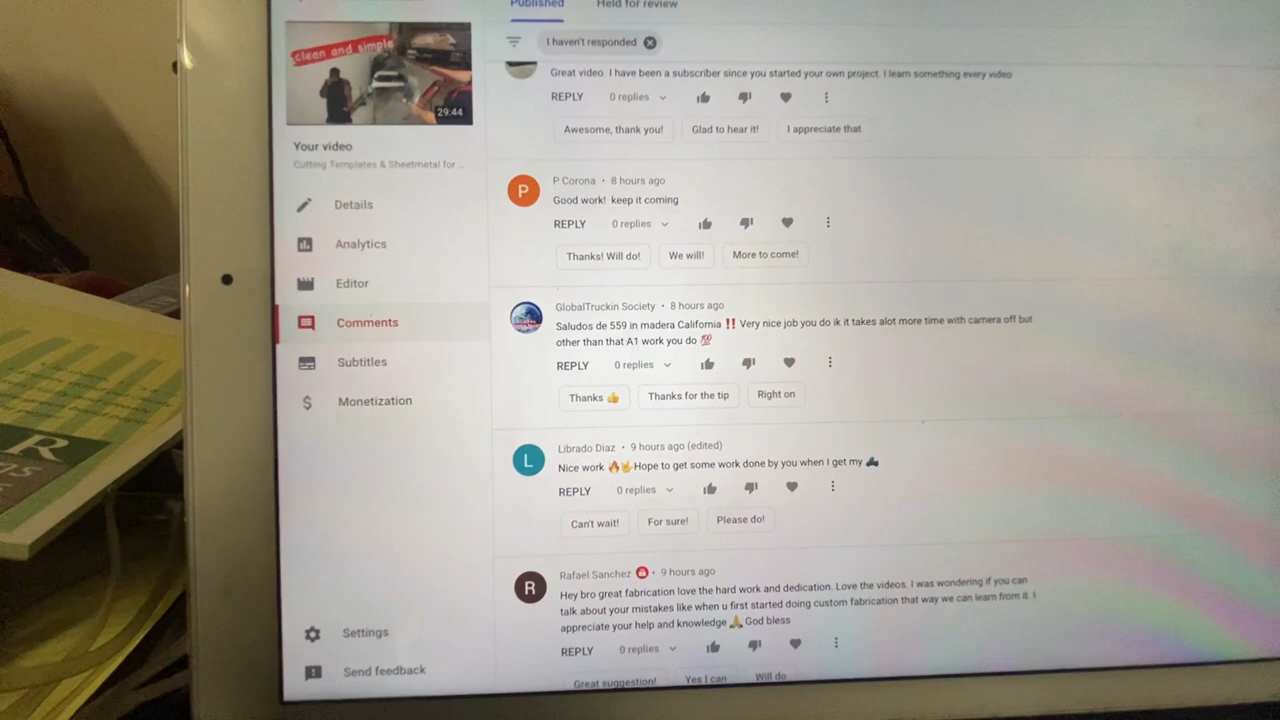 Published
Held for review
I haven't responded
clean and simple
29:44
Your video
Cutting Templates & Sheetmetal for ...
Details
Analytics
Editor
Comments
Subtitles
Monetization
Settings
Send feedback
Great video. I have been a subscriber since you started your own project. I learn something every video
REPLY 0 replies
Awesome, thank you! Glad to hear it! I appreciate that
P
P Corona • 8 hours ago
Good work! keep it coming
REPLY 0 replies
Thanks! Will do! We will! More to come!
GlobalTruckin Society • 8 hours ago
Saludos de 559 in madera California ‼️ Very nice job you do ik it takes alot more time with camera off but
other than that A1 work you do 💯
REPLY 0 replies
Thanks 👍 Thanks for the tip Right on
L
Librado Diaz • 9 hours ago (edited)
Nice work 🔥🤟Hope to get some work done by you when I get my 🛻
REPLY 0 replies
Can't wait! For sure! Please do!
R
Rafael Sanchez • 9 hours ago
Hey bro great fabrication love the hard work and dedication. Love the videos. I was wondering if you can
talk about your mistakes like when u first started doing custom fabrication that way we can learn from it. I
appreciate your help and knowledge 🙏 God bless
REPLY 0 replies
Great suggestion! Yes I can Will do
R